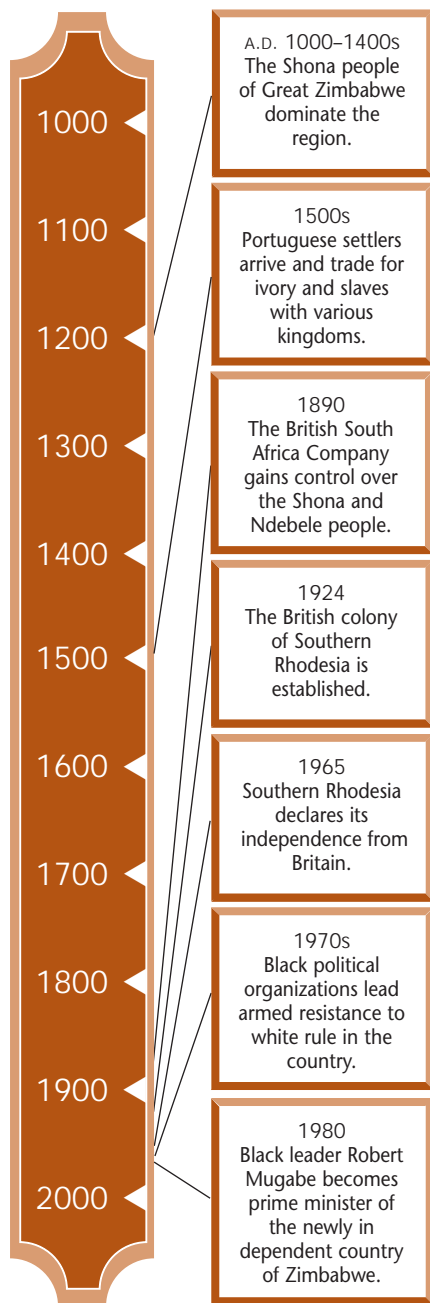 1000
1100
1200
1300
1400
1500
1600
1700
1800
1900
2000
A.D. 1000–1400s
The Shona people
of Great Zimbabwe
dominate the
region.
1500s
Portuguese settlers
arrive and trade for
ivory and slaves
with various
kingdoms.
1890
The British South
Africa Company
gains control over
the Shona and
Ndebele people.
1924
The British colony
of Southern
Rhodesia is
established.
1965
Southern Rhodesia
declares its
independence from
Britain.
1970s
Black political
organizations lead
armed resistance to
white rule in the
country.
1980
Black leader Robert
Mugabe becomes
prime minister of
the newly in
dependent country
of Zimbabwe.